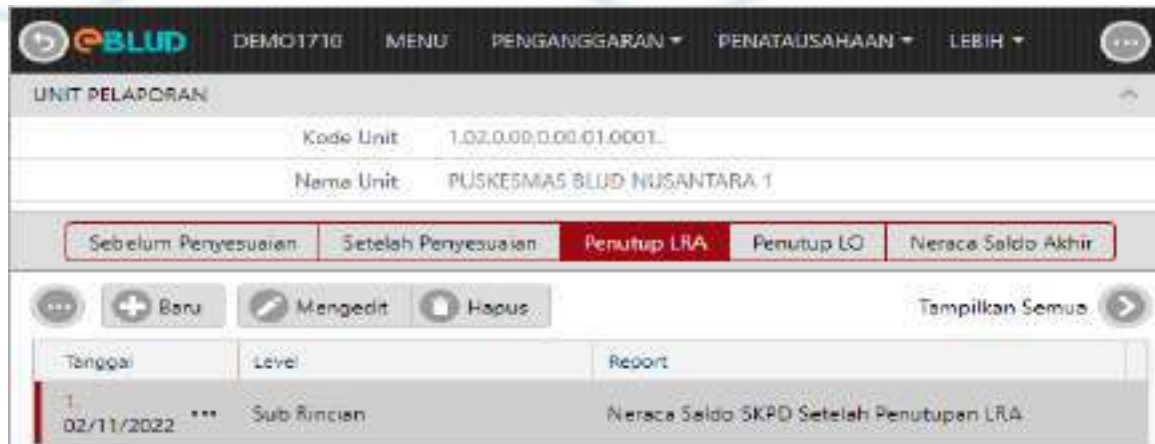 eBLUD DEMO1710 MENU PENGANGGARAN PENATAUSAHAAN LEBIH
UNIT PELAPORAN
Kode Unit 1.02.0.00.0.00.01.0001..
Nama Unit PUSKESMAS BLUD NUSANTARA 1
Sebelum Penyesuaian Setelah Penyesuaian Penutup LRA Penutup LO Neraca Saldo Akhir
Baru Mengedit Hapus Tampilkan Semua
Tanggal Level Report
1.
02/11/2022 Sub Rincian Neraca Saldo SKPD Setelah Penutupan LRA